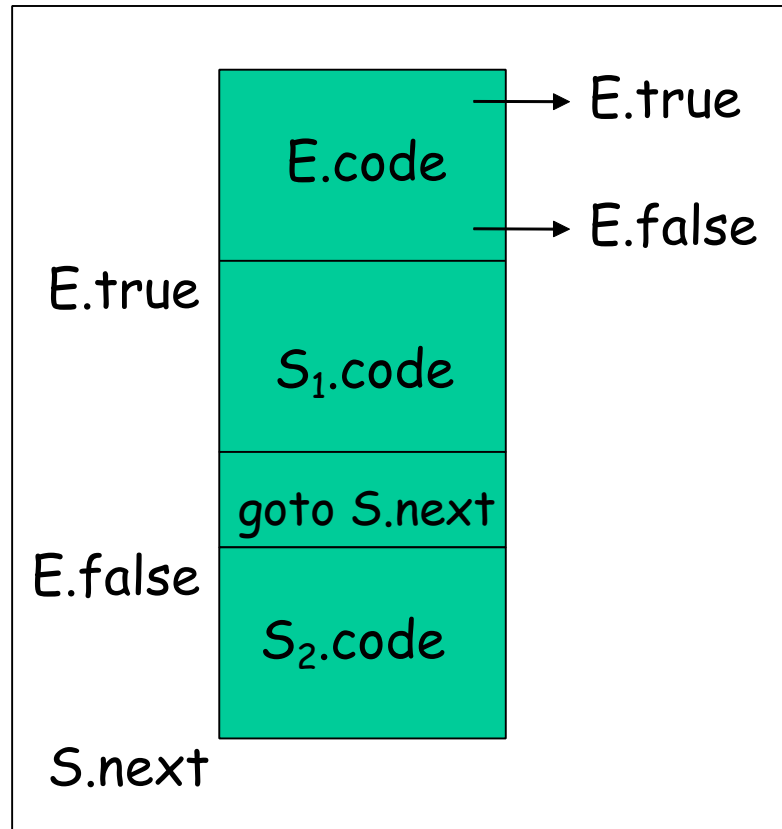 E.true
E.code
E.false
E.true
S₁.code
goto S.next
E.false
S₂.code
S.next